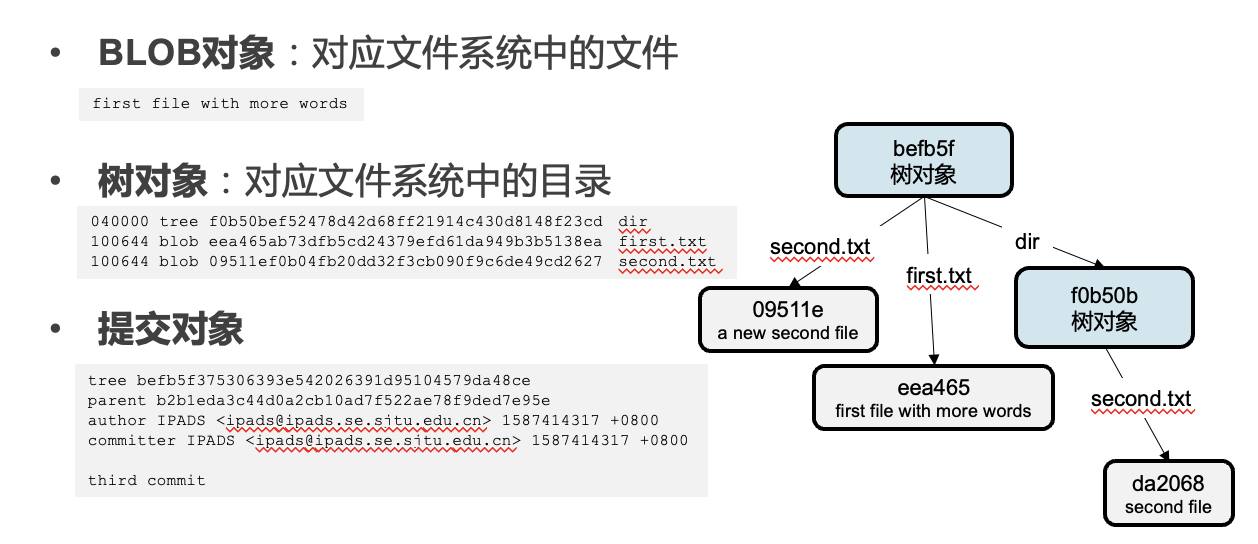 • BLOB对象：对应文件系统中的文件
first file with more words
• 树对象：对应文件系统中的目录
040000 tree f0b50bef52478d42d68ff21914c430d8148f23cd dir
100644 blob eea465ab73dfb5cd24379efd61da949b3b5138ea first.txt
100644 blob 09511ef0b04fb20dd32f3cb090f9c6de49cd2627 second.txt
• 提交对象
tree befb5f375306393e542026391d95104579da48ce
parent b2b1eda3c44d0a2cb10ad7f522ae78f9ded7e95e
author IPADS <ipads@ipads.se.sjtu.edu.cn> 1587414317 +0800
committer IPADS <ipads@ipads.se.sjtu.edu.cn> 1587414317 +0800
third commit
befb5f
树对象
second.txt
first.txt
dir
09511e
a new second file
eea465
first file with more words
f0b50b
树对象
second.txt
da2068
second file